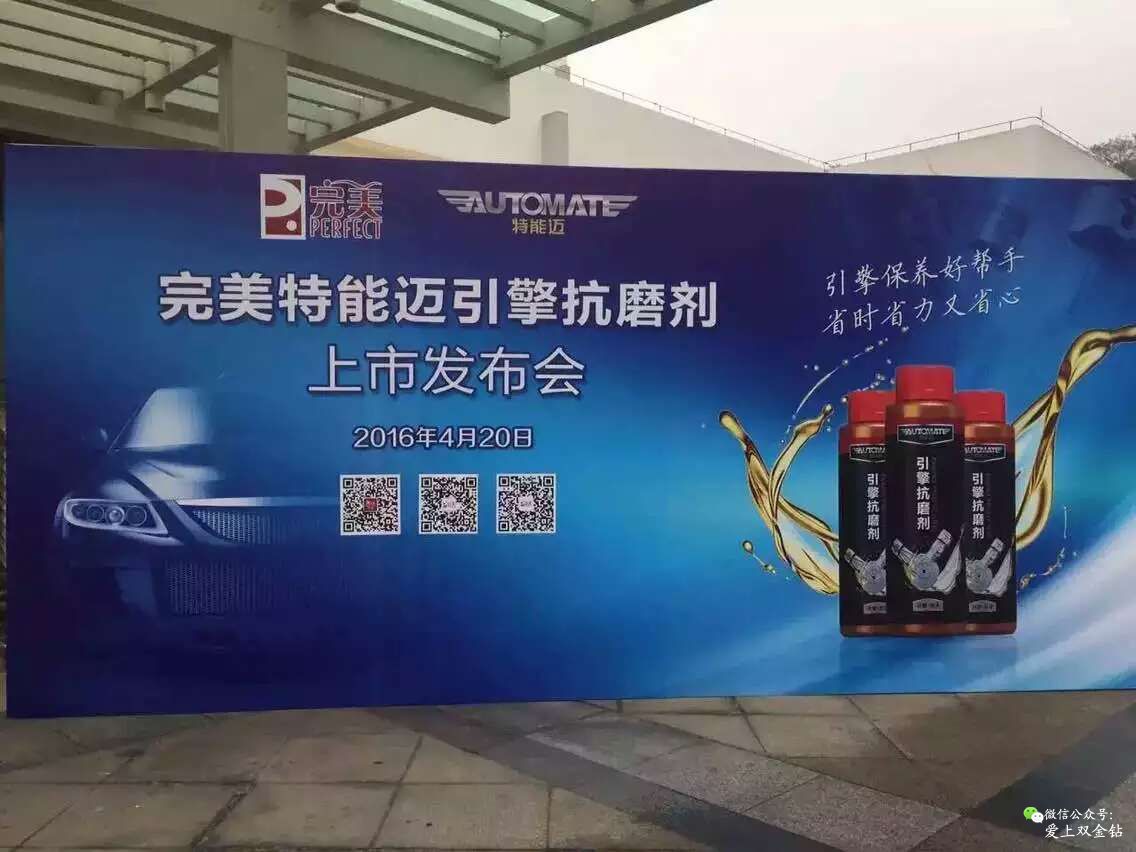 完美
PERFECT
AUTOMATE
特能迈
完美特能迈引擎抗磨剂
上市发布会
2016年4月20日
引擎保养好帮手
省时省力又省心
AUTOMATE
引擎抗磨剂
AUTOMATE
引擎抗磨剂
AUTOMATE
引擎抗磨剂
微信公众号:
爱上双金钻